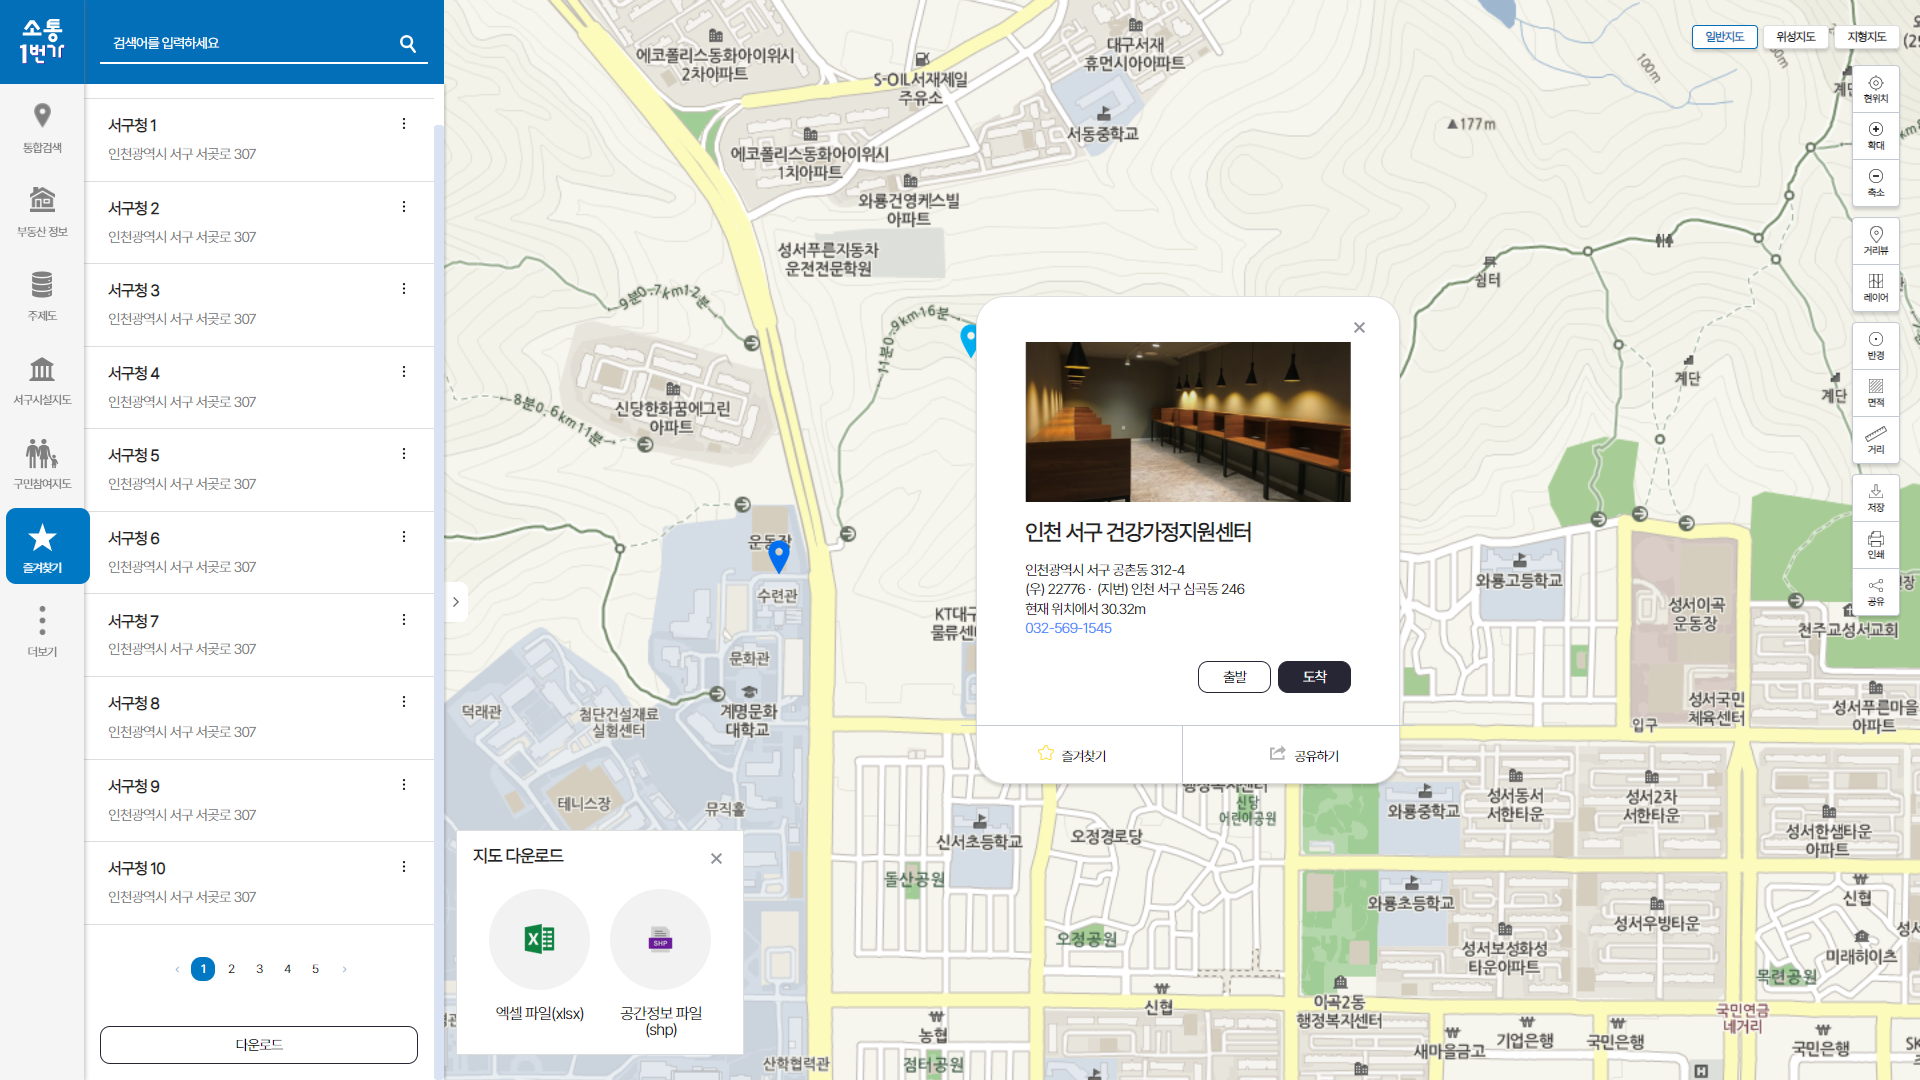 소통
1번가
검색어를 입력하세요
통합검색
부동산 정보
주제도
서구시설지도
구민참여지도
즐겨찾기
더보기
서구청 1
인천광역시 서구 서곳로 307
서구청 2
인천광역시 서구 서곳로 307
서구청 3
인천광역시 서구 서곳로 307
서구청 4
인천광역시 서구 서곳로 307
서구청 5
인천광역시 서구 서곳로 307
서구청 6
인천광역시 서구 서곳로 307
서구청 7
인천광역시 서구 서곳로 307
서구청 8
인천광역시 서구 서곳로 307
서구청 9
인천광역시 서구 서곳로 307
서구청 10
인천광역시 서구 서곳로 307
1 2 3 4 5
다운로드
에코폴리스동화아이위시
2차아파트
S-OIL서재제일
주유소
대구서재
휴먼시아아파트
서동중학교
에코폴리스동화아이위시
1차아파트
와룡건영케스빌
아파트
성서푸른자동차
운전전문학원
9분0.7km12분
11분0.9km16분
8분0.6km11분
신당한화꿈에그린
아파트
운동장
수련관
문화관
덕래관
첨단건설재료
실험센터
계명문화
대학교
테니스장
뮤직홀
KT대구
물류센
100m
177m
쉼터
계단
계단
와룡고등학교
성서이곡
운동장
천주교성서교회
성서국민
체육센터
입구
성서푸른마을
아파트
행정복지센터
신당
어린이공원
신서초등학교
오정경로당
돌산공원
오정공원
와룡중학교
성서동서
서한타운
성서2차
서한타운
성서한샘타운
아파트
와룡초등학교
성서우방타운
신협
성서보성화성
타운아파트
미래하이츠
목련공원
이곡2동
행정복지센터
신협
농협
점터공원
산학협력관
새마을금고
기업은행
국민은행
국민연금
네거리
국민은행
일반지도
위성지도
지형지도
현위치
확대
축소
거리뷰
레이어
반경
면적
거리
저장
인쇄
공유
인천 서구 건강가정지원센터
인천광역시 서구 공촌동 312-4
(우) 22776 · (지번) 인천 서구 심곡동 246
현재 위치에서 30.32m
032-569-1545
출발
도착
즐겨찾기
공유하기
지도 다운로드
SHP
엑셀 파일(xlsx)
공간정보 파일
(shp)